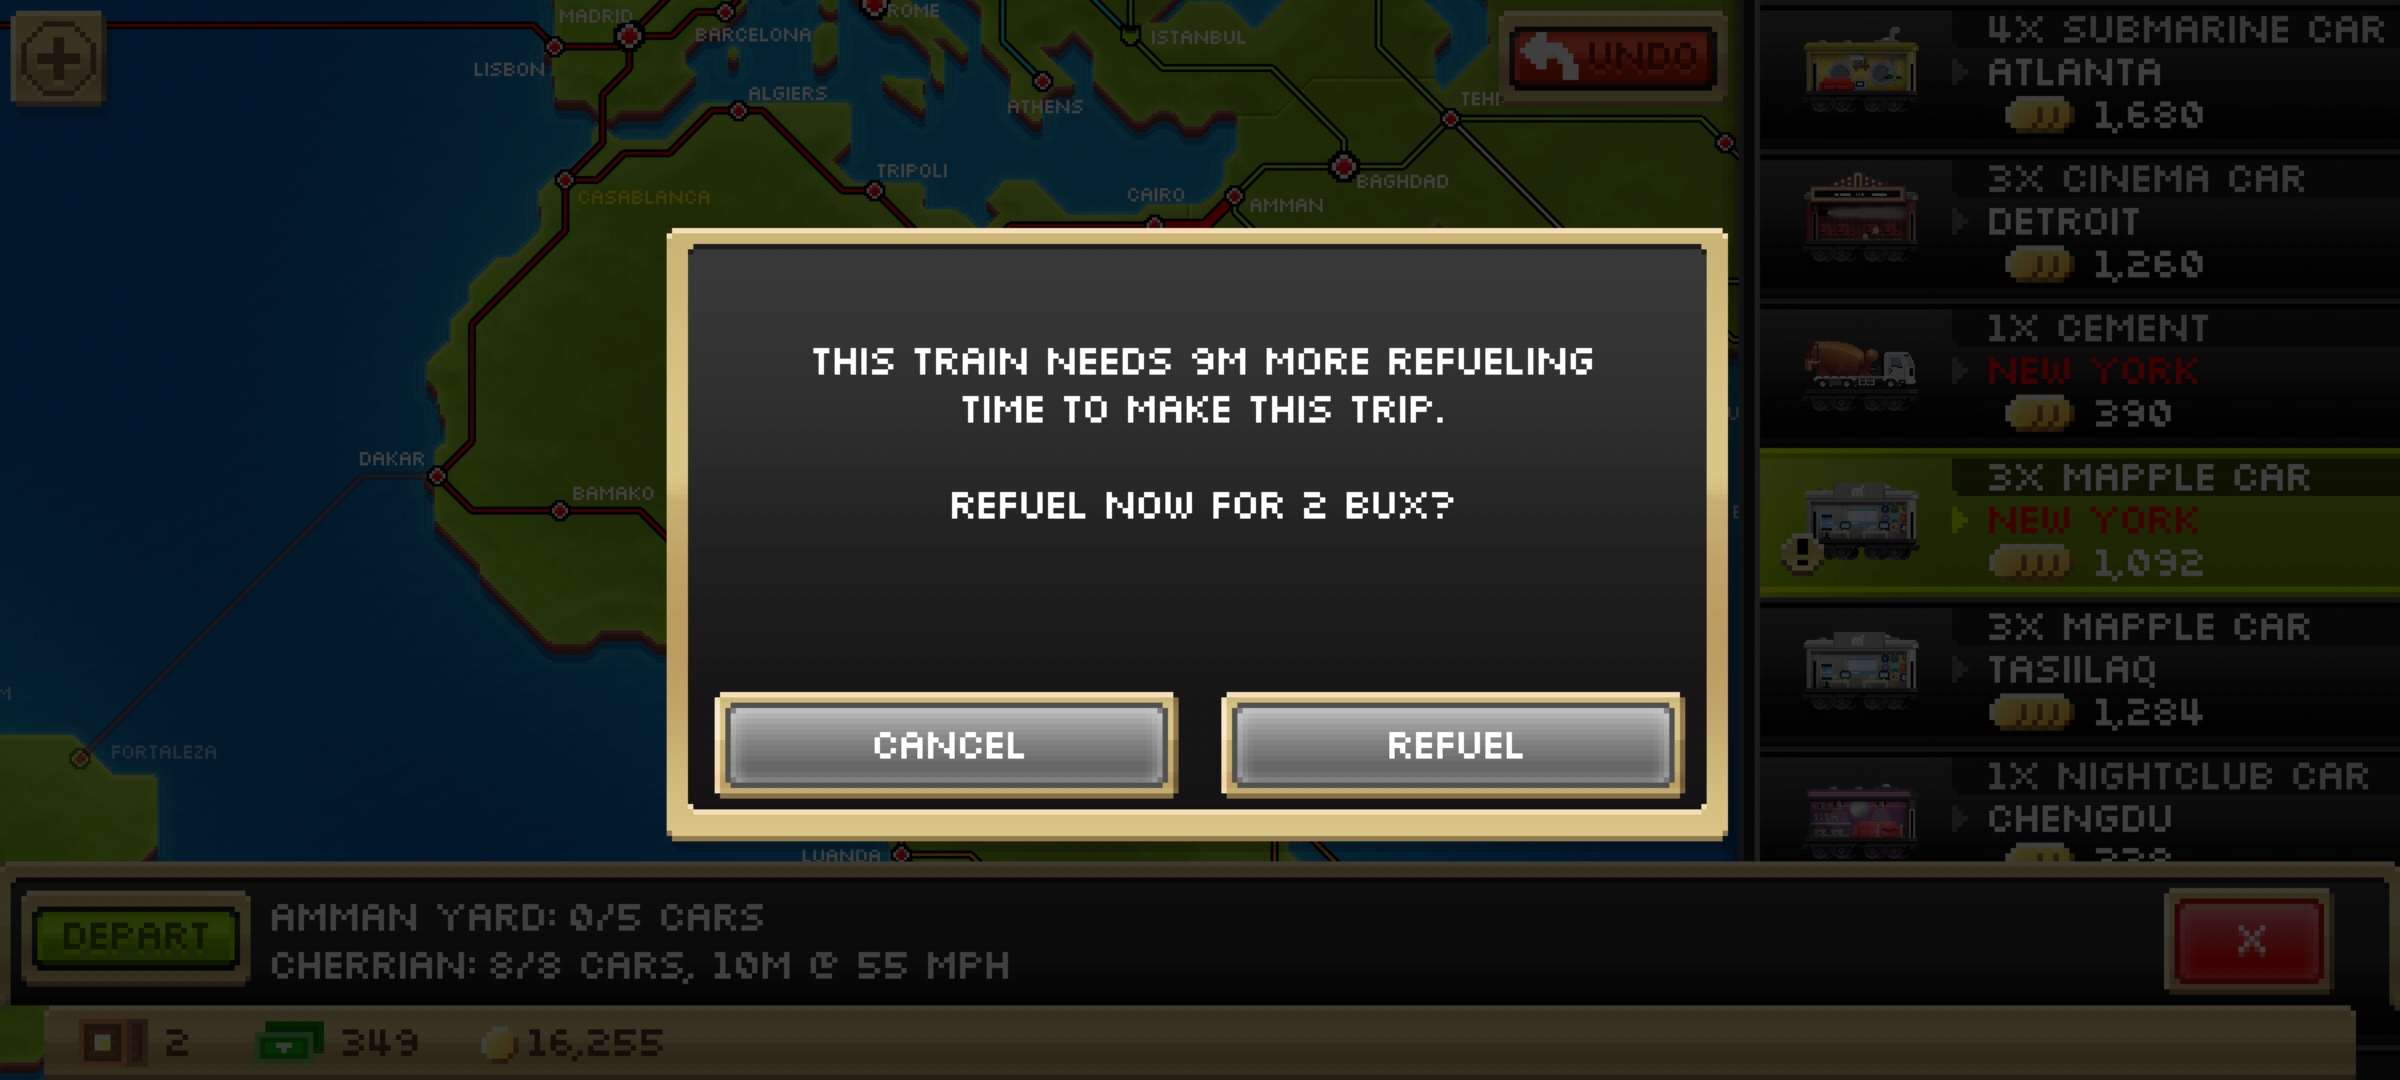 MADRID
ROME
BARCELONA
LISBON
ISTANBUL
ALGIERS
ATHENS
UNDO
TRIPOLI
CASABLANCA
CAIRO
AMMAN
BAGHDAD
DAKAR
BAMAKO
FORTALEZA
LUANDA
THIS TRAIN NEEDS 9M MORE REFUELING
TIME TO MAKE THIS TRIP.
REFUEL NOW FOR 2 BUX?
CANCEL
REFUEL
4X SUBMARINE CAR
ATLANTA
1,680
3X CINEMA CAR
DETROIT
1,260
1X CEMENT
NEW YORK
390
3X MAPPLE CAR
NEW YORK
1,092
3X MAPPLE CAR
TASIILAQ
1,284
1X NIGHTCLUB CAR
CHENGDU
DEPART
AMMAN YARD: 0/5 CARS
CHERRIAN: 8/8 CARS, 10M @ 55 MPH
X
2
349
16,255